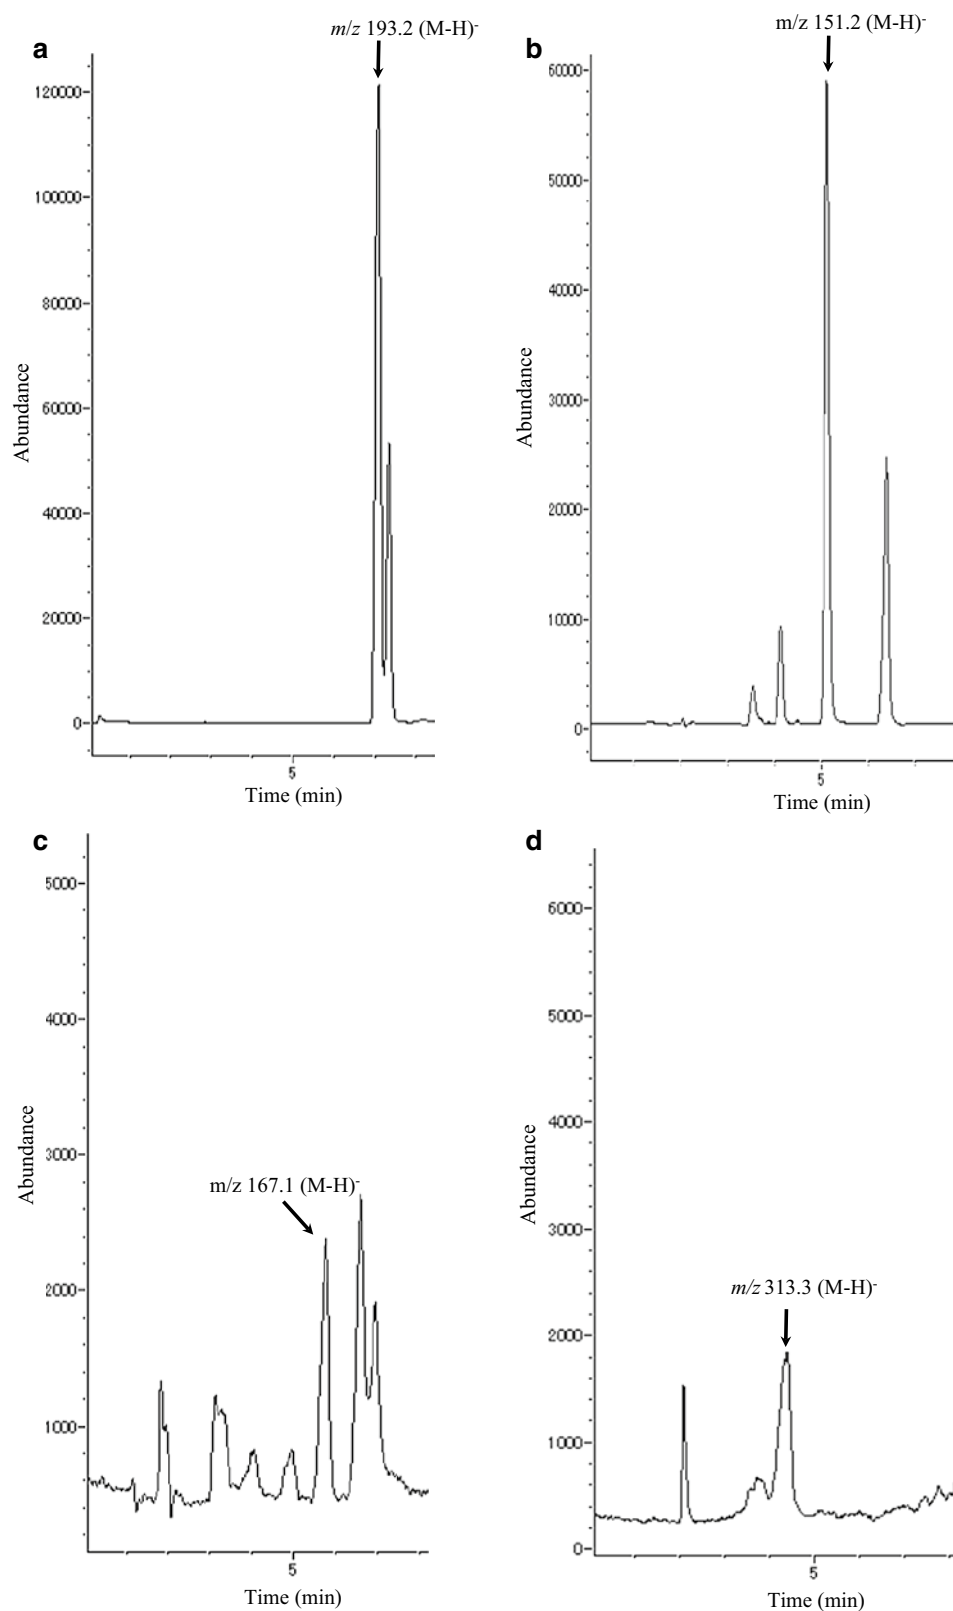 a
m/z 193.2 (M-H)-
120000
100000
80000
60000
40000
20000
0
Abundance
5
Time (min)
b
m/z 151.2 (M-H)-
60000
50000
40000
30000
20000
10000
0
Abundance
5
Time (min)
c
5000
4000
3000
2000
1000
Abundance
m/z 167.1 (M-H)-
5
Time (min)
d
6000
5000
4000
3000
2000
1000
0
Abundance
m/z 313.3 (M-H)-
5
Time (min)